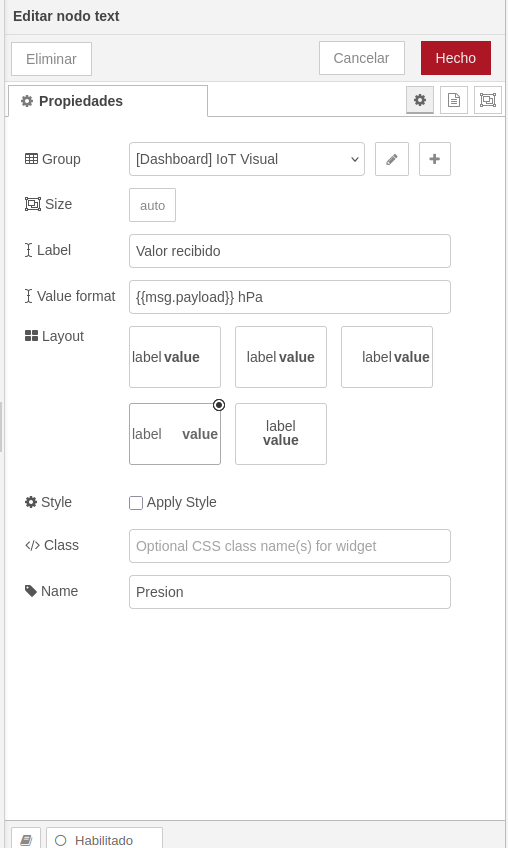 Editar nodo text
Eliminar
Cancelar
Hecho
Propiedades
Group
[Dashboard] IoT Visual
Size
auto
Label
Valor recibido
Value format
{{msg.payload}} hPa
Layout
label value
label value
label value
label value
label
value
Style
Apply Style
Class
Optional CSS class name(s) for widget
Name
Presion
Habilitado